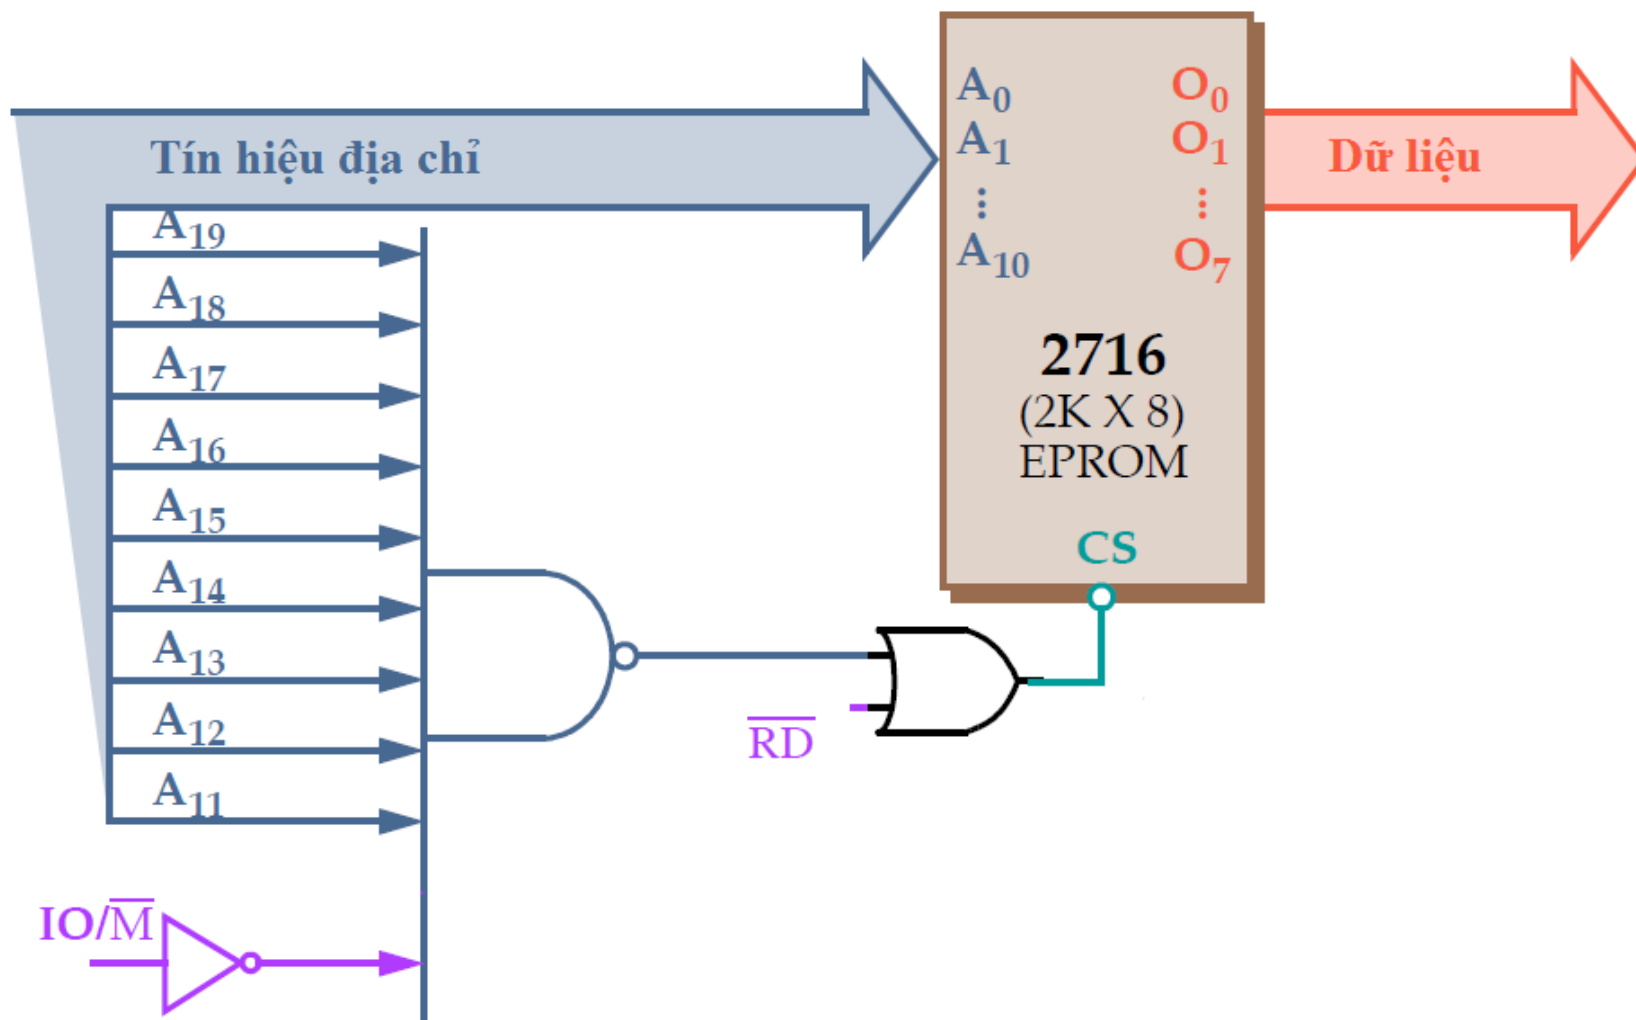 Tín hiệu địa chỉ
A19
A18
A17
A16
A15
A14
A13
A12
A11
IO/M̅
R̅D̅
A0 O0
A1 O1
⋮ ⋮
A10 O7
2716
(2K X 8)
EPROM
CS
Dữ liệu